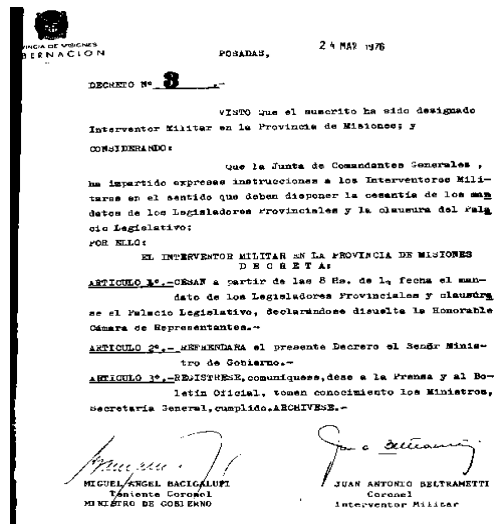 PROVINCIA DE MISIONES
GOBERNACION
POSADAS, 24 MAR 1976
DECRETO Nº 3 .-
VISTO que el suscrito ha sido designado
Interventor Militar en la Provincia de Misiones; y
CONSIDERANDO:
Que la Junta de Comandantes Generales ,
ha impartido expresas instrucciones a los Interventores Mili-
tares en el sentido que deben disponer la cesantía de los man
datos de los Legisladores Provinciales y la clausura del Pala
cio Legislativo;
POR ELLO:
EL INTERVENTOR MILITAR EN LA PROVINCIA DE MISIONES
D E C R E T A:
ARTICULO 1º.-CESAN a partir de las 8 Hs. de la fecha el man-
dato de los Legisladores Provinciales y clausúra
se el Palacio Legislativo, declarándose disuelta la Honorable
Cámara de Representantes.-
ARTICULO 2º.- REFRENDARA el presente Decreto el Señor Minis-
tro de Gobierno.-
ARTICULO 3º.-REGISTRESE,comuníquese,dése a la Prensa y al Bo-
letín Oficial, tomen conocimiento los Ministros,
Secretaría General,cumplido.ARCHIVESE.-
MIGUEL ANGEL BACIGALUPI
Teniente Coronel
MINISTRO DE GOBIERNO
JUAN ANTONIO BELTRAMETTI
Coronel
Interventor Militar